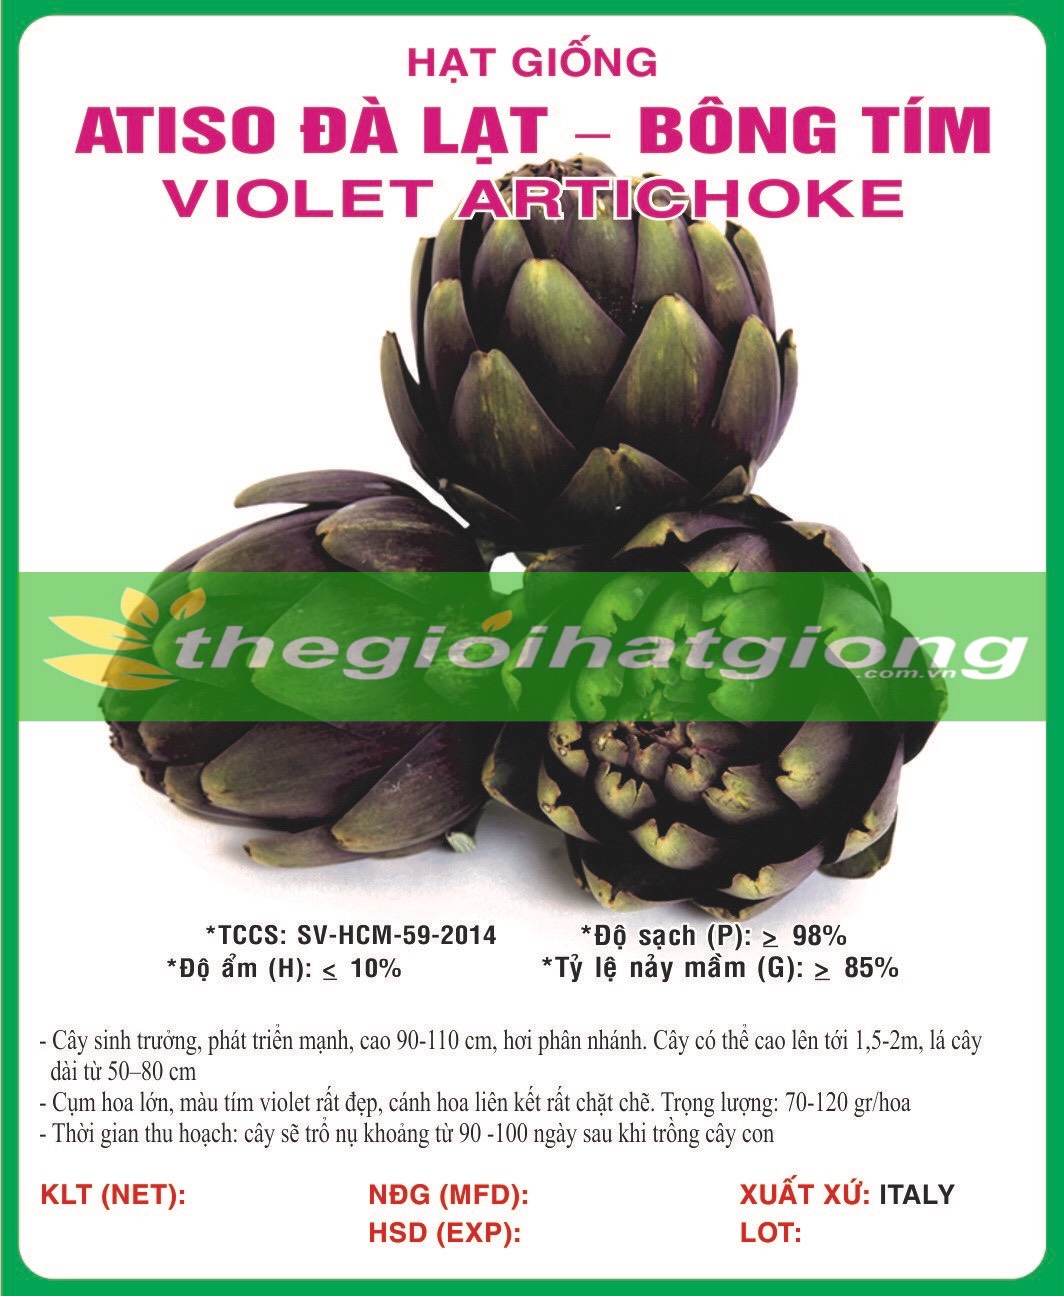 HẠT GIỐNG
ATISO ĐÀ LẠT – BÔNG TÍM
VIOLET ARTICHOKE
thegioihatgiong
.com.vn
*TCCS: SV-HCM-59-2014 *Độ sạch (P): ≥ 98%
*Độ ẩm (H): ≤ 10% *Tỷ lệ nảy mầm (G): ≥ 85%
- Cây sinh trưởng, phát triển mạnh, cao 90-110 cm, hơi phân nhánh. Cây có thể cao lên tới 1,5-2m, lá cây
dài từ 50–80 cm
- Cụm hoa lớn, màu tím violet rất đẹp, cánh hoa liên kết rất chặt chẽ. Trọng lượng: 70-120 gr/hoa
- Thời gian thu hoạch: cây sẽ trổ nụ khoảng từ 90 -100 ngày sau khi trồng cây con
KLT (NET): NĐG (MFD): XUẤT XỨ: ITALY
HSD (EXP): LOT: